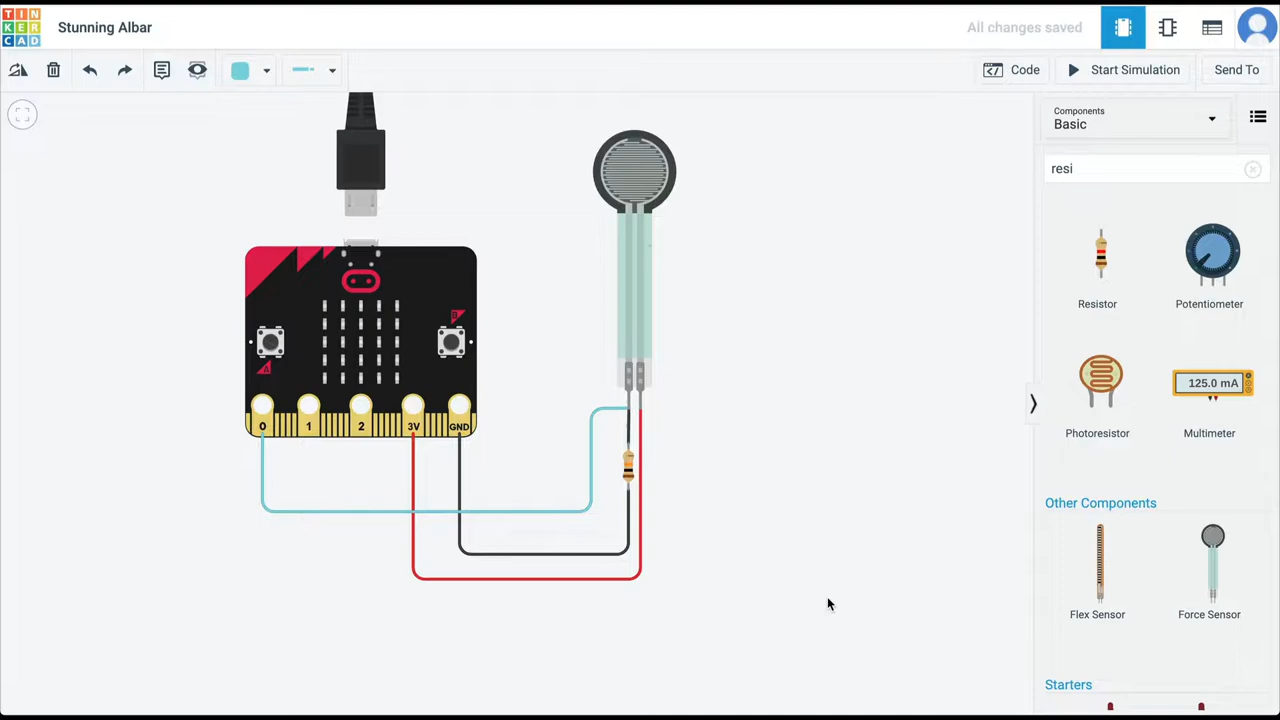 TIN
KER
CAD
Stunning Albar
All changes saved
Code
Start Simulation
Send To
Components
Basic
resi
Resistor
Potentiometer
125.0 mA
Photoresistor
Multimeter
Other Components
Flex Sensor
Force Sensor
Starters
B
A
0
1
2
3V
GND